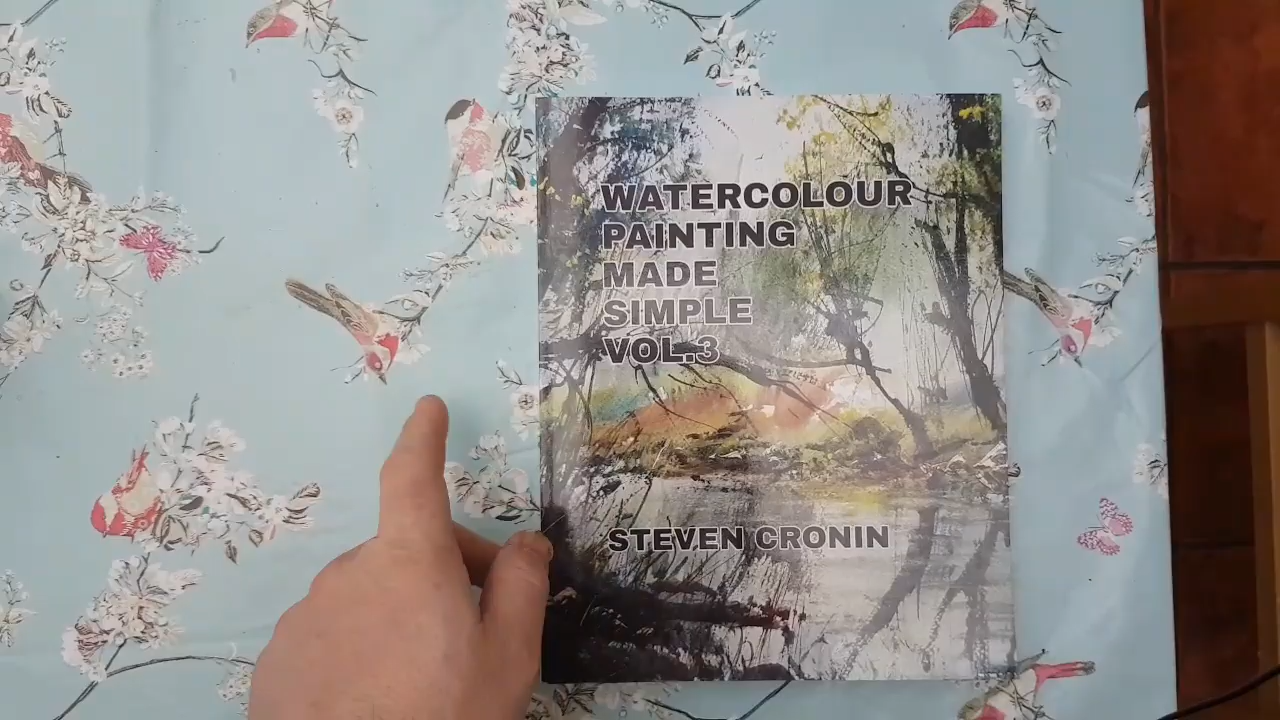 WATERCOLOUR
PAINTING
MADE
SIMPLE
VOL.3
STEVEN CRONIN